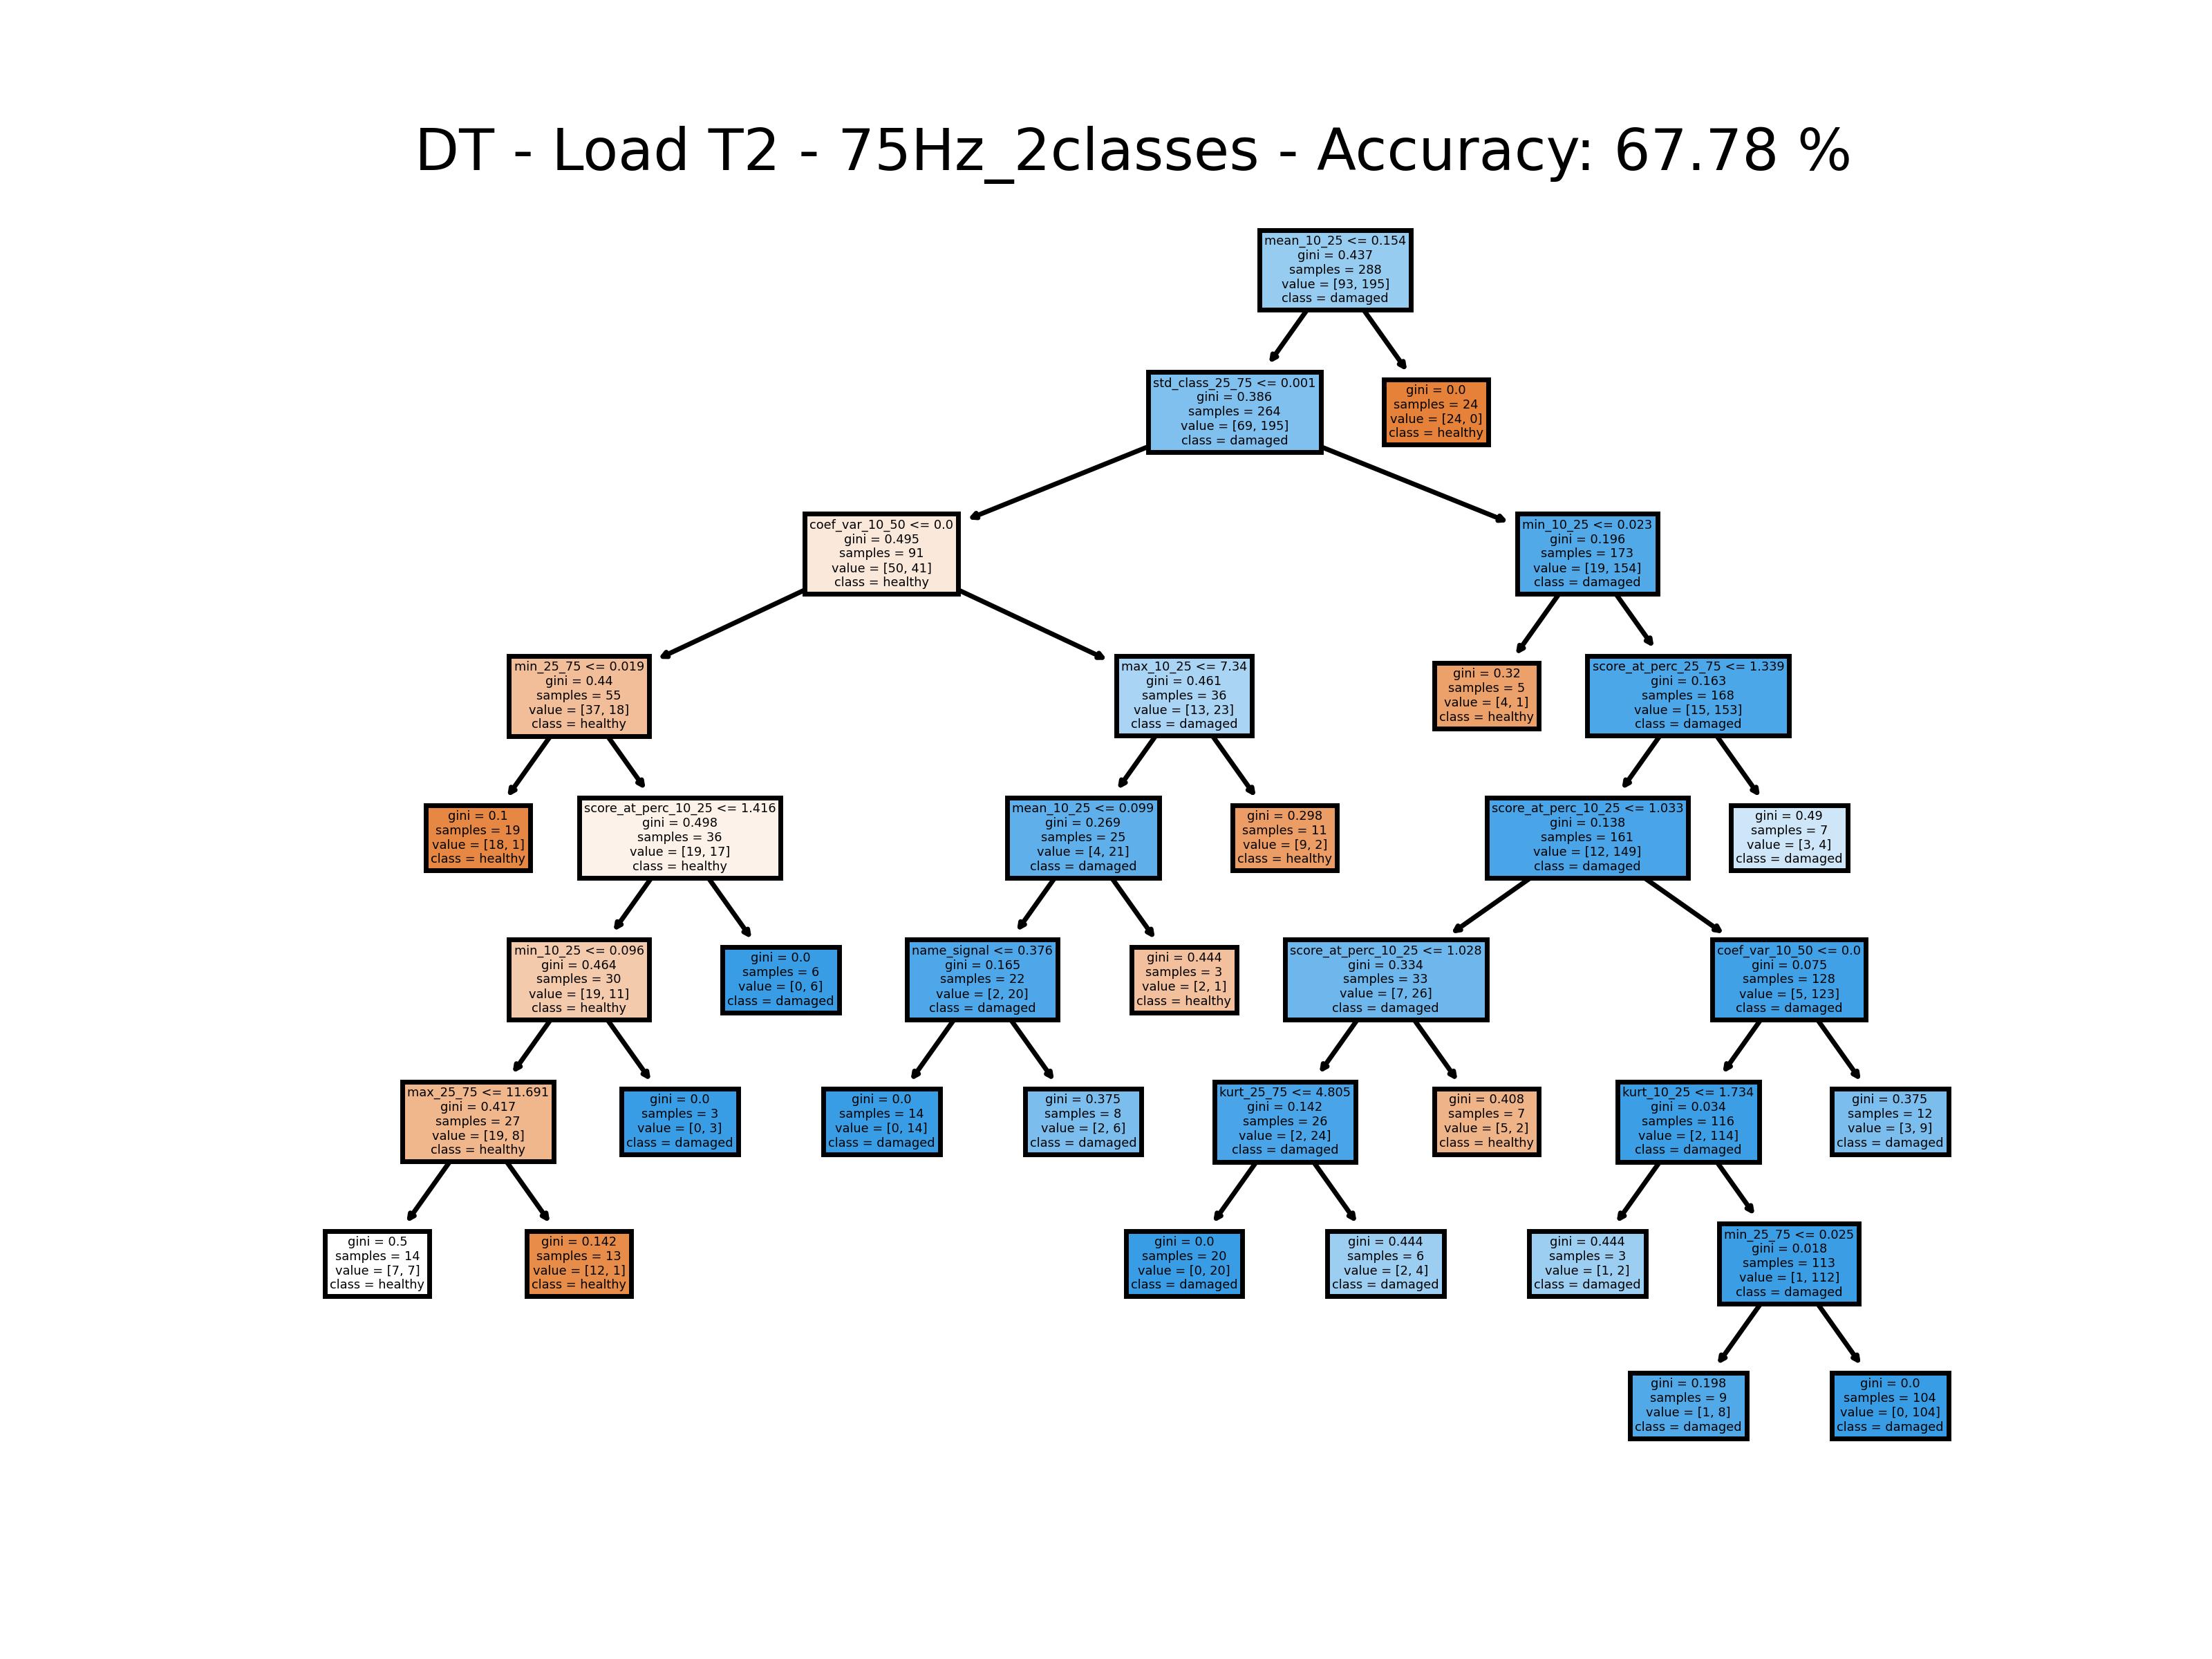 DT - Load T2 - 75Hz_2classes - Accuracy: 67.78 %
mean_10_25 <= 0.154
gini = 0.437
samples = 288
value = [93, 195]
class = damaged
std_class_25_75 <= 0.001
gini = 0.386
samples = 264
value = [69, 195]
class = damaged
gini = 0.0
samples = 24
value = [24, 0]
class = healthy
coef_var_10_50 <= 0.0
gini = 0.495
samples = 91
value = [50, 41]
class = healthy
min_10_25 <= 0.023
gini = 0.196
samples = 173
value = [19, 154]
class = damaged
min_25_75 <= 0.019
gini = 0.44
samples = 55
value = [37, 18]
class = healthy
max_10_25 <= 7.34
gini = 0.461
samples = 36
value = [13, 23]
class = damaged
gini = 0.32
samples = 5
value = [4, 1]
class = healthy
score_at_perc_25_75 <= 1.339
gini = 0.163
samples = 168
value = [15, 153]
class = damaged
gini = 0.1
samples = 19
value = [18, 1]
class = healthy
score_at_perc_10_25 <= 1.416
gini = 0.498
samples = 36
value = [19, 17]
class = healthy
mean_10_25 <= 0.099
gini = 0.269
samples = 25
value = [4, 21]
class = damaged
gini = 0.298
samples = 11
value = [9, 2]
class = healthy
score_at_perc_10_25 <= 1.033
gini = 0.138
samples = 161
value = [12, 149]
class = damaged
gini = 0.49
samples = 7
value = [3, 4]
class = damaged
min_10_25 <= 0.096
gini = 0.464
samples = 30
value = [19, 11]
class = healthy
gini = 0.0
samples = 6
value = [0, 6]
class = damaged
name_signal <= 0.376
gini = 0.165
samples = 22
value = [2, 20]
class = damaged
gini = 0.444
samples = 3
value = [2, 1]
class = healthy
score_at_perc_10_25 <= 1.028
gini = 0.334
samples = 33
value = [7, 26]
class = damaged
coef_var_10_50 <= 0.0
gini = 0.075
samples = 128
value = [5, 123]
class = damaged
max_25_75 <= 11.691
gini = 0.417
samples = 27
value = [19, 8]
class = healthy
gini = 0.0
samples = 3
value = [0, 3]
class = damaged
gini = 0.0
samples = 14
value = [0, 14]
class = damaged
gini = 0.375
samples = 8
value = [2, 6]
class = damaged
kurt_25_75 <= 4.805
gini = 0.142
samples = 26
value = [2, 24]
class = damaged
gini = 0.408
samples = 7
value = [5, 2]
class = healthy
kurt_10_25 <= 1.734
gini = 0.034
samples = 116
value = [2, 114]
class = damaged
gini = 0.375
samples = 12
value = [3, 9]
class = damaged
gini = 0.5
samples = 14
value = [7, 7]
class = healthy
gini = 0.142
samples = 13
value = [12, 1]
class = healthy
gini = 0.0
samples = 20
value = [0, 20]
class = damaged
gini = 0.444
samples = 6
value = [2, 4]
class = damaged
gini = 0.444
samples = 3
value = [1, 2]
class = damaged
min_25_75 <= 0.025
gini = 0.018
samples = 113
value = [1, 112]
class = damaged
gini = 0.198
samples = 9
value = [1, 8]
class = damaged
gini = 0.0
samples = 104
value = [0, 104]
class = damaged